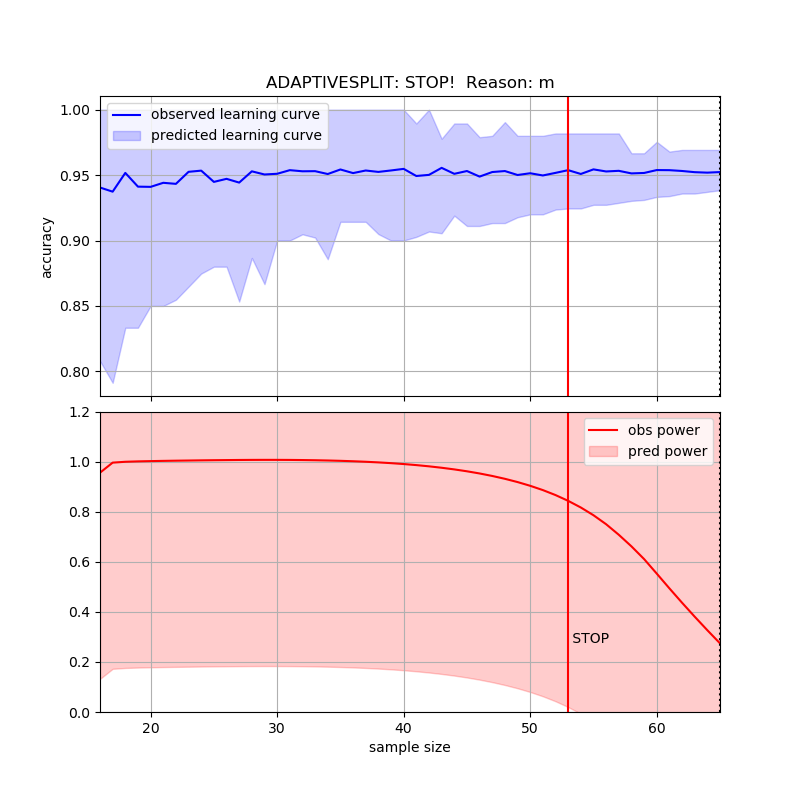 ADAPTIVESPLIT: STOP!  Reason: m
1.00
0.95
0.90
0.85
0.80
accuracy
observed learning curve
predicted learning curve
1.2
1.0
0.8
0.6
0.4
0.2
0.0
obs power
pred power
STOP
20 30 40 50 60
sample size